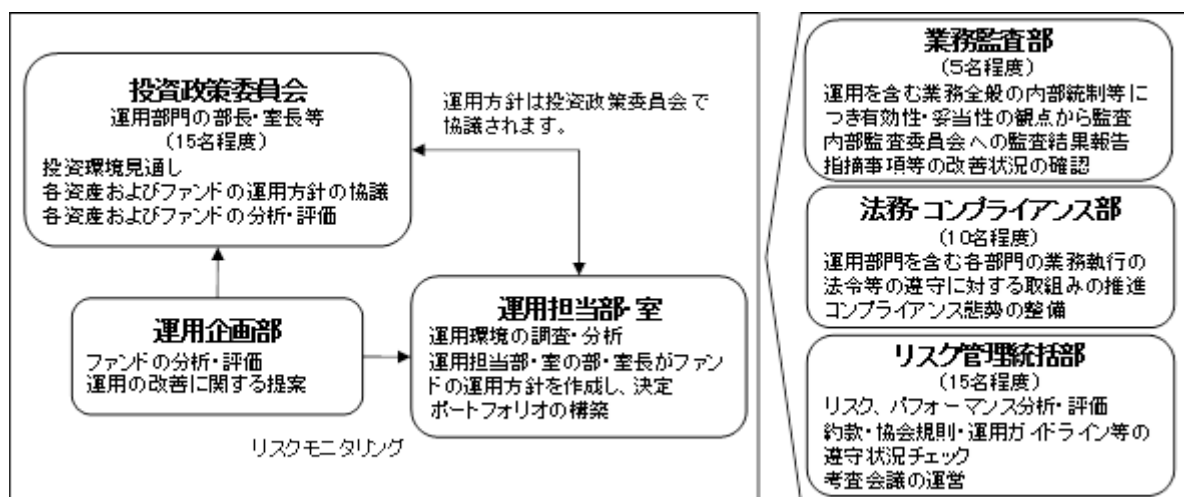 投資政策委員会
運用部門の部長・室長等
(15名程度)
投資環境見通し
各資産およびファンドの運用方針の協議
各資産およびファンドの分析・評価
運用方針は投資政策委員会で
協議されます。
運用企画部
ファンドの分析・評価
運用の改善に関する提案
運用担当部・室
運用環境の調査・分析
運用担当部・室の部・室長がファン
ドの運用方針を作成し、決定
ポートフォリオの構築
リスクモニタリング
業務監査部
(5名程度)
運用を含む業務全般の内部統制等に
つき有効性・妥当性の観点から監査
内部監査委員会への監査結果報告
指摘事項等の改善状況の確認
法務・コンプライアンス部
(10名程度)
運用部門を含む各部門の業務執行の
法令等の遵守に対する取組みの推進
コンプライアンス態勢の整備
リスク管理統括部
(15名程度)
リスク、パフォーマンス分析・評価
約款・協会規則・運用ガイドライン等の
遵守状況チェック
考査会議の運営